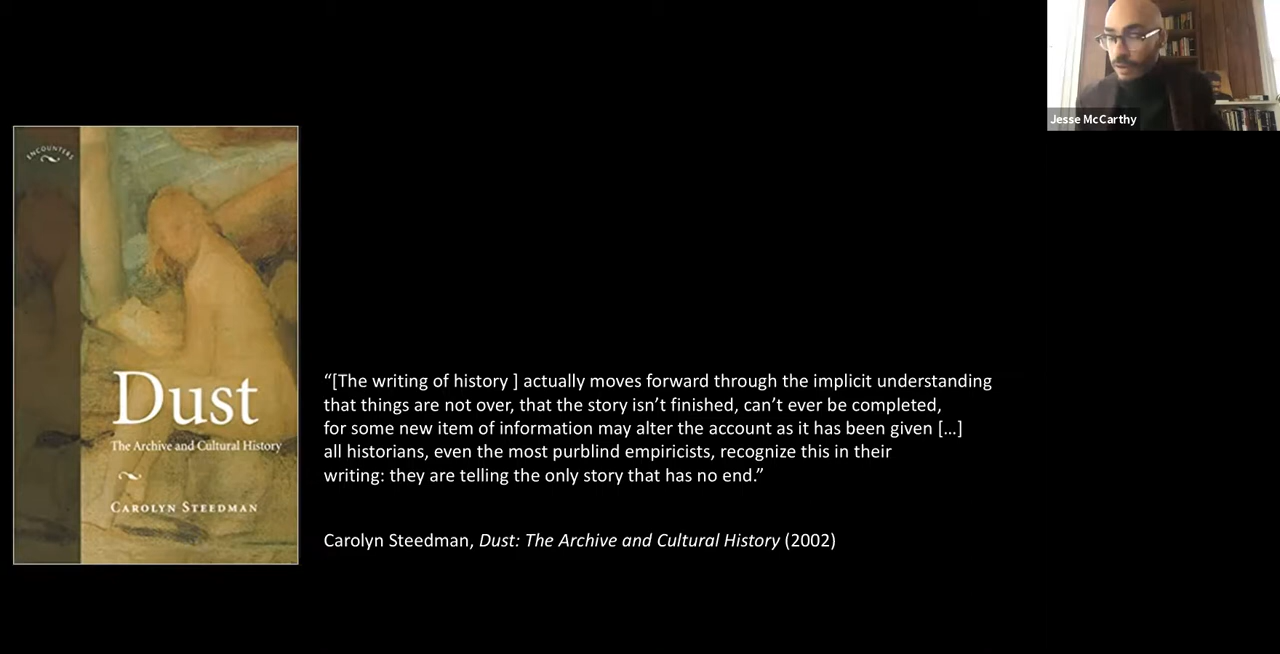 Jesse McCarthy
ENCOUNTERS
Dust
The Archive and Cultural History
CAROLYN STEEDMAN
“[The writing of history ] actually moves forward through the implicit understanding
that things are not over, that the story isn’t finished, can’t ever be completed,
for some new item of information may alter the account as it has been given […]
all historians, even the most purblind empiricists, recognize this in their
writing: they are telling the only story that has no end.”
Carolyn Steedman, Dust: The Archive and Cultural History (2002)